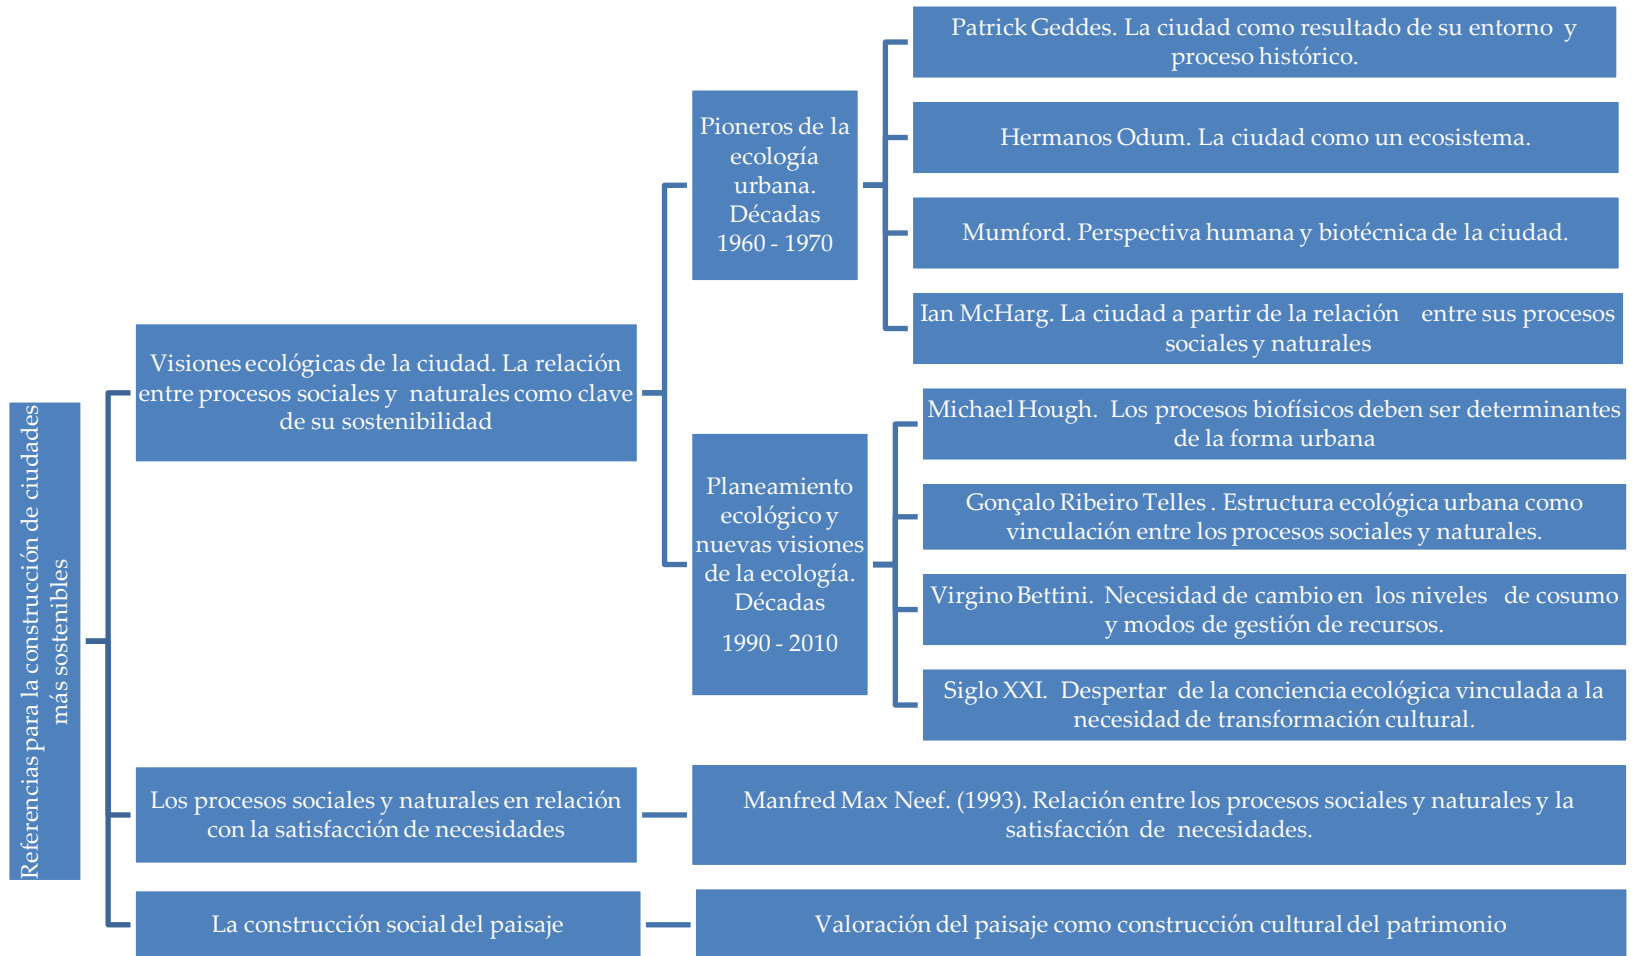 Referencias para la construcción de ciudades
más sostenibles
Visiones ecológicas de la ciudad. La relación
entre procesos sociales y naturales como clave
de su sostenibilidad
Pioneros de la
ecología
urbana.
Décadas
1960 - 1970
Patrick Geddes. La ciudad como resultado de su entorno y
proceso histórico.
Hermanos Odum. La ciudad como un ecosistema.
Mumford. Perspectiva humana y biotécnica de la ciudad.
Ian McHarg. La ciudad a partir de la relación entre sus procesos
sociales y naturales
Planeamiento
ecológico y
nuevas visiones
de la ecología.
Décadas
1990 - 2010
Michael Hough. Los procesos biofísicos deben ser determinantes
de la forma urbana
Gonçalo Ribeiro Telles . Estructura ecológica urbana como
vinculación entre los procesos sociales y naturales.
Virgino Bettini. Necesidad de cambio en los niveles de cosumo
y modos de gestión de recursos.
Siglo XXI. Despertar de la conciencia ecológica vinculada a la
necesidad de transformación cultural.
Los procesos sociales y naturales en relación
con la satisfacción de necesidades
Manfred Max Neef. (1993). Relación entre los procesos sociales y naturales y la
satisfacción de necesidades.
La construcción social del paisaje
Valoración del paisaje como construcción cultural del patrimonio